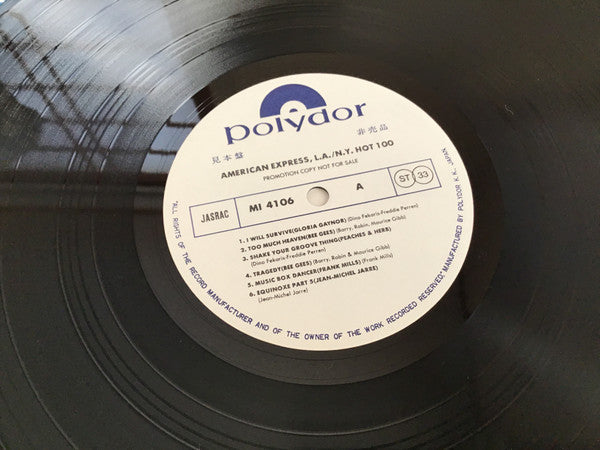 polydor
見本盤 非売品
AMERICAN EXPRESS, L.A./N.Y. HOT 100
PROMOTION COPY NOT FOR SALE
JASRAC MI 4106 A ST 33
1. I WILL SURVIVE(GLORIA GAYNOR) (Dino Fekaris-Freddie Perren)
2. TOO MUCH HEAVEN(BEE GEES) (Barry, Robin, Maurice Gibb)
3. SHAKE YOUR GROOVE THING(PEACHES & HERB)
(Dino Fekaris-Freddie Perren)
4. TRAGEDY(BEE GEES) (Barry, Robin & Maurice Gibb)
5. MUSIC BOX DANCER(FRANK MILLS) (Frank Mills)
6. EQUINOXE PART 5(JEAN-MICHEL JARRE)
(Jean-Michel Jarre)
"ALL RIGHTS OF THE RECORD MANUFACTURER AND OF THE OWNER OF THE WORK RECORDED RESERVED" MANUFACTURED BY POLYDOR K.K. JAPAN